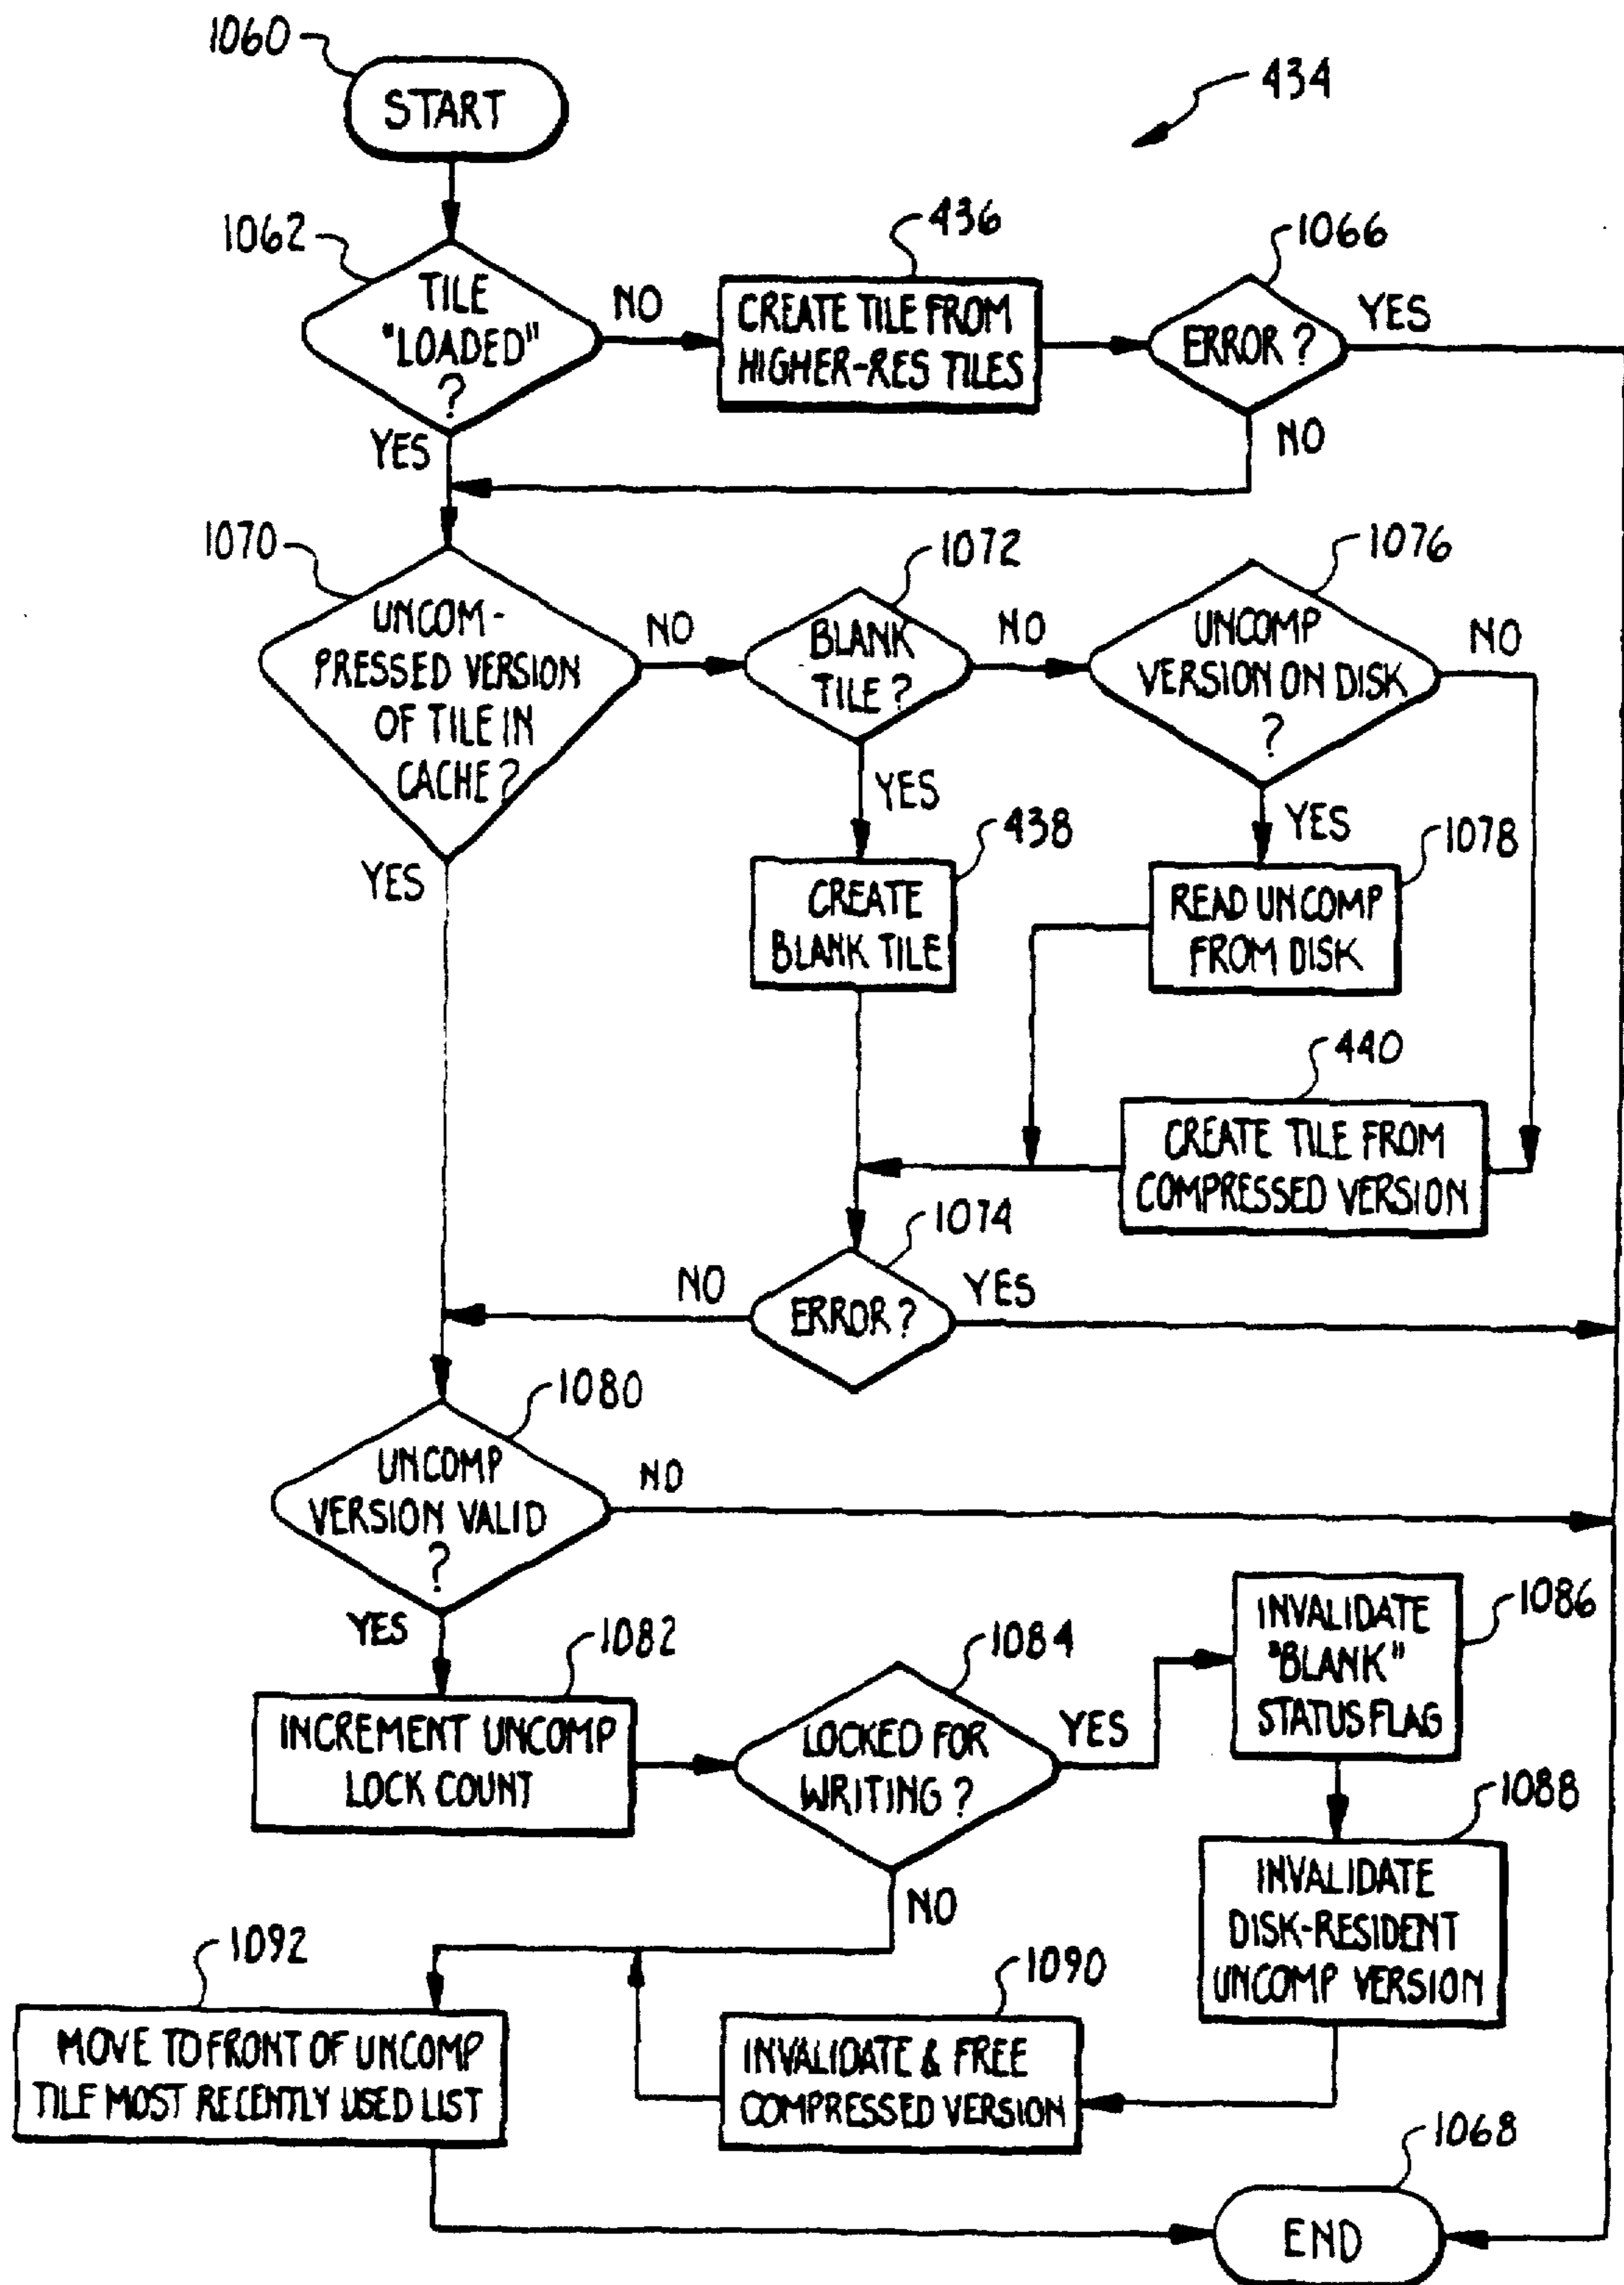 1060
START
434
1062
TILE
"LOADED"
?
NO
YES
436
CREATE TILE FROM
HIGHER-RES TILES
1066
ERROR?
YES
NO
1070
UNCOM-
PRESSED VERSION
OF TILE IN
CACHE?
NO
YES
1072
BLANK
TILE?
NO
YES
1076
UNCOMP
VERSION ON DISK
?
NO
YES
438
CREATE
BLANK TILE
1078
READ UNCOMP
FROM DISK
440
CREATE TILE FROM
COMPRESSED VERSION
1074
ERROR?
NO
YES
1080
UNCOMP
VERSION VALID
?
NO
YES
1082
INCREMENT UNCOMP
LOCK COUNT
1084
LOCKED FOR
WRITING?
YES
NO
1086
INVALIDATE
"BLANK"
STATUS FLAG
1088
INVALIDATE
DISK-RESIDENT
UNCOMP VERSION
1090
INVALIDATE & FREE
COMPRESSED VERSION
1092
MOVE TO FRONT OF UNCOMP
TILE MOST RECENTLY USED LIST
1068
END